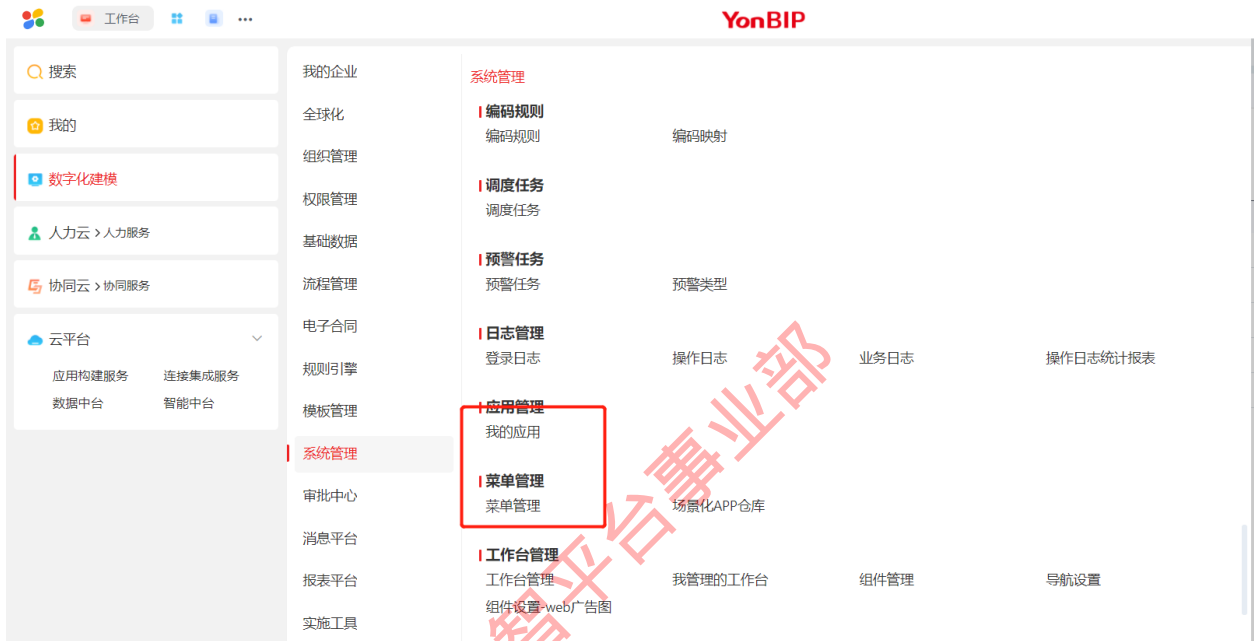 工作台
YonBIP
搜索
我的
数字化建模
人力云 > 人力服务
协同云 > 协同服务
云平台
应用构建服务 连接集成服务
数据中台 智能中台
我的企业
全球化
组织管理
权限管理
基础数据
流程管理
电子合同
规则引擎
模板管理
系统管理
审批中心
消息平台
报表平台
实施工具
系统管理
编码规则
编码规则 编码映射
调度任务
调度任务
预警任务
预警任务 预警类型
日志管理
登录日志 操作日志 业务日志 操作日志统计报表
应用管理
我的应用
菜单管理
菜单管理 场景化APP仓库
工作台管理
工作台管理 我管理的工作台 组件管理 导航设置
组件设置-web广告图
智平台事业部